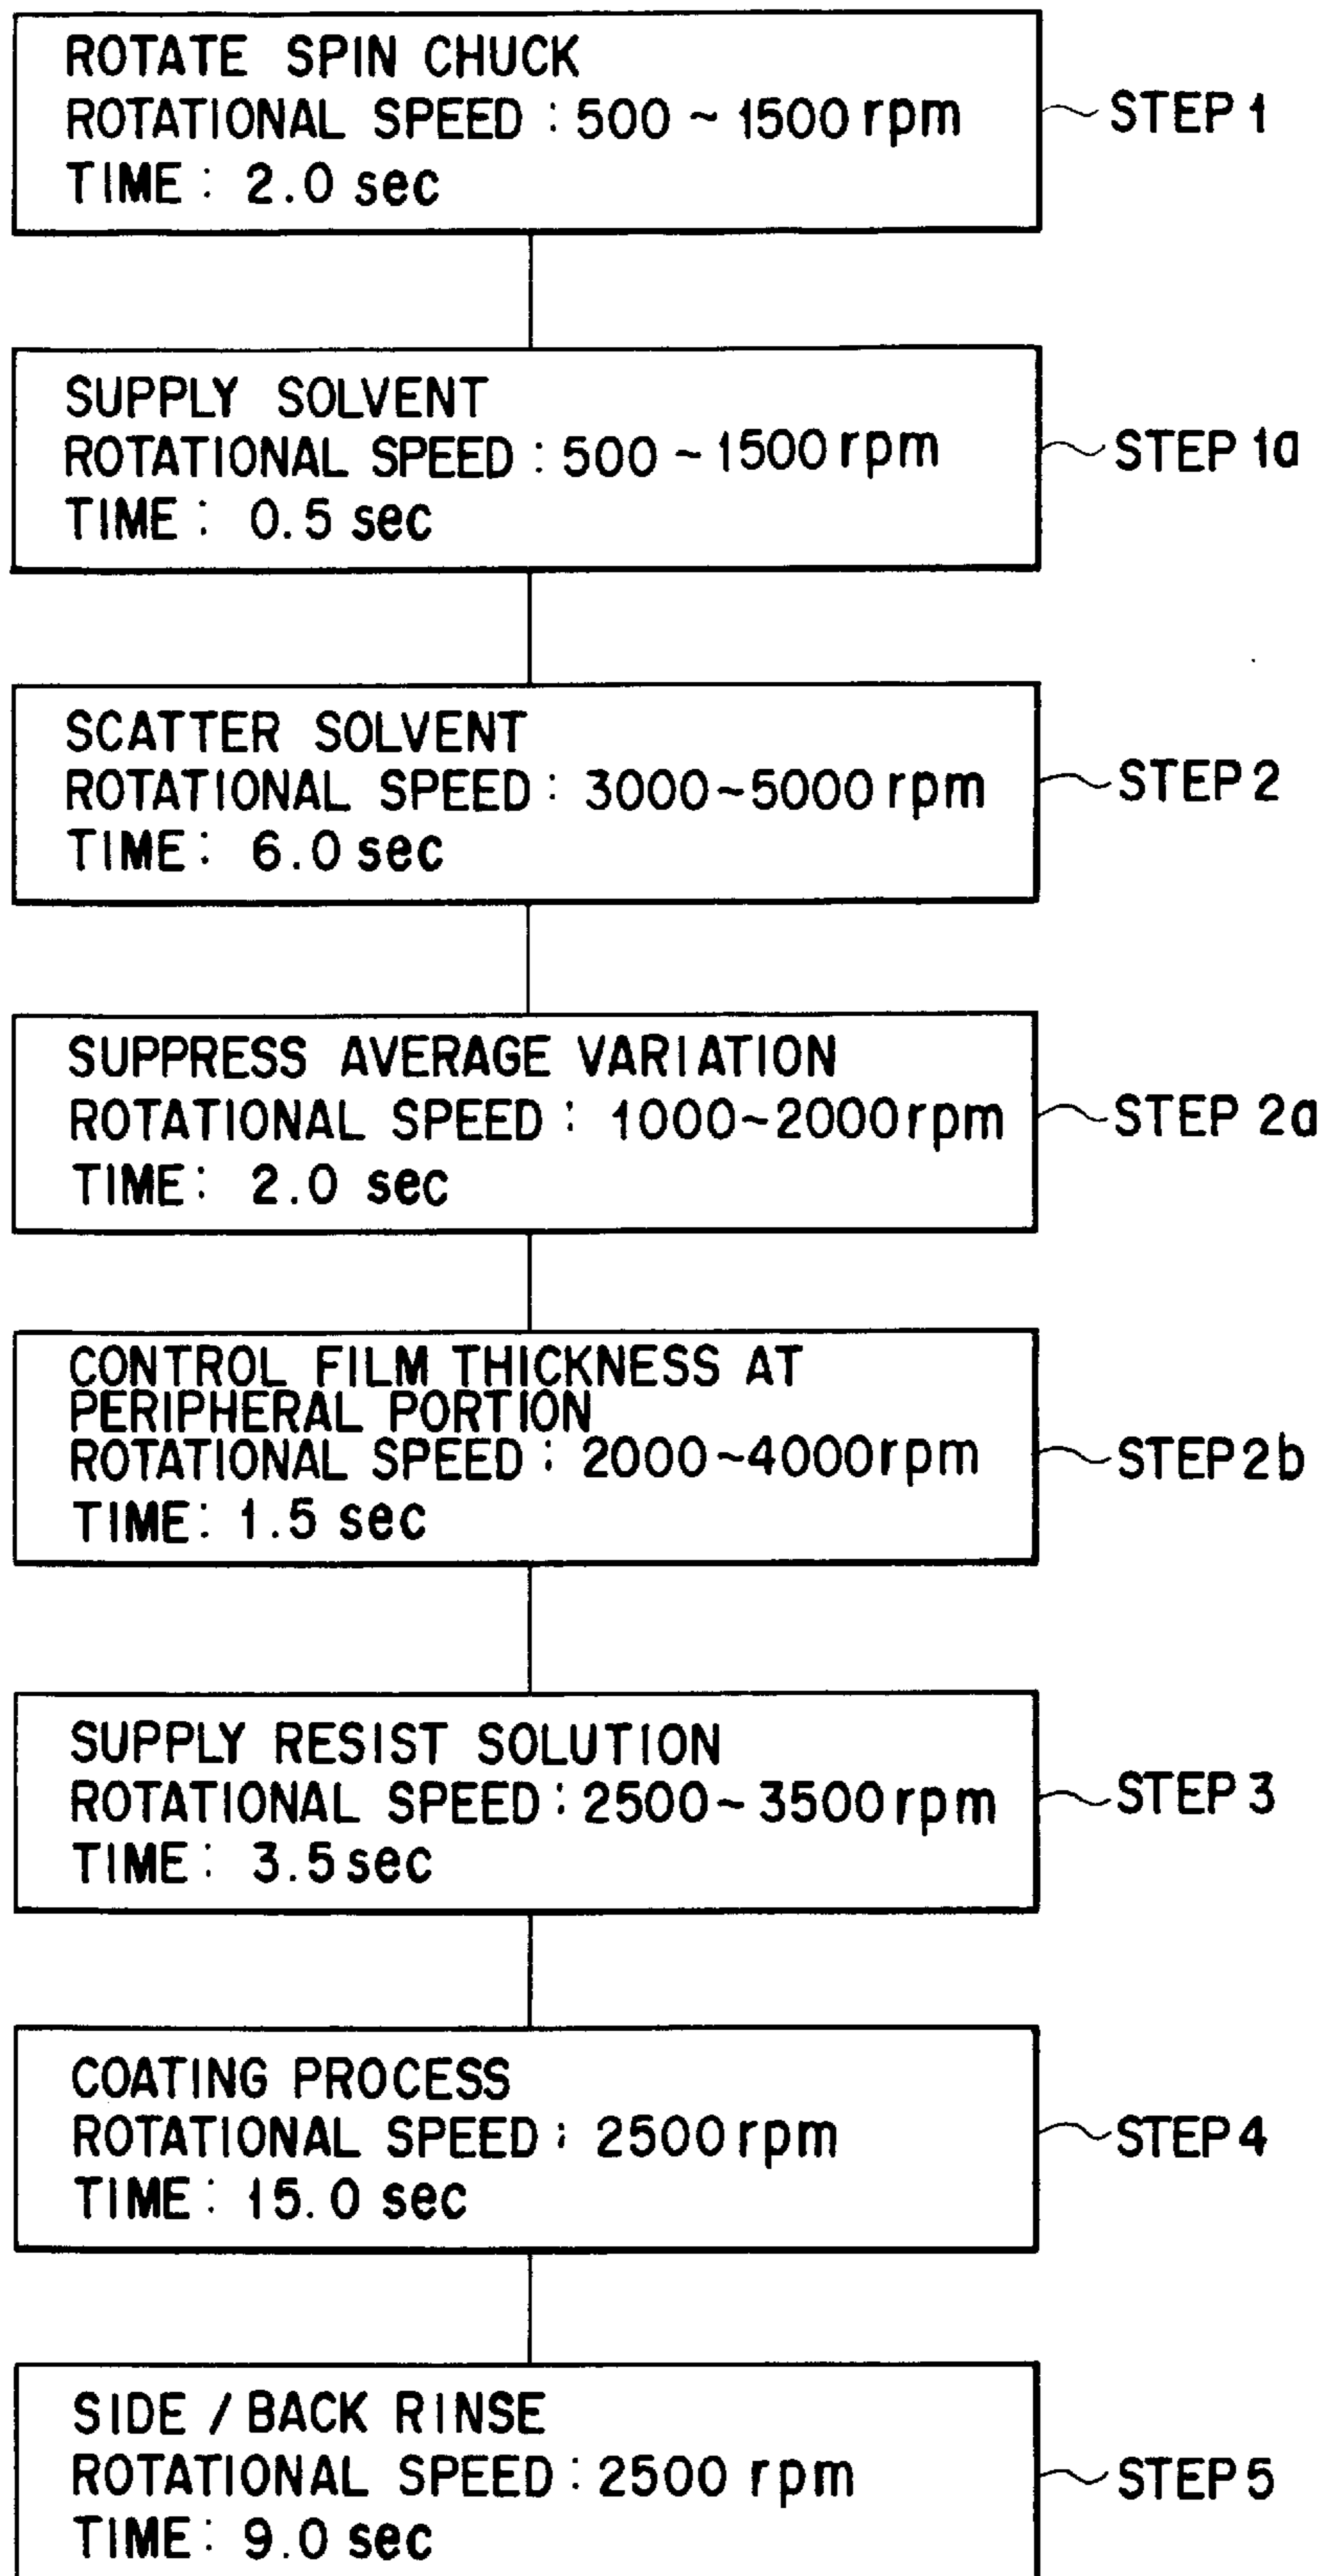 ROTATE SPIN CHUCK
ROTATIONAL SPEED : 500 ~ 1500 rpm
TIME : 2.0 sec
STEP 1
SUPPLY SOLVENT
ROTATIONAL SPEED : 500 ~ 1500 rpm
TIME : 0.5 sec
STEP 1a
SCATTER SOLVENT
ROTATIONAL SPEED : 3000~5000 rpm
TIME : 6.0 sec
STEP 2
SUPPRESS AVERAGE VARIATION
ROTATIONAL SPEED : 1000~2000 rpm
TIME : 2.0 sec
STEP 2a
CONTROL FILM THICKNESS AT
PERIPHERAL PORTION
ROTATIONAL SPEED : 2000~4000 rpm
TIME : 1.5 sec
STEP 2b
SUPPLY RESIST SOLUTION
ROTATIONAL SPEED : 2500~3500 rpm
TIME : 3.5 sec
STEP 3
COATING PROCESS
ROTATIONAL SPEED : 2500 rpm
TIME : 15.0 sec
STEP 4
SIDE / BACK RINSE
ROTATIONAL SPEED : 2500 rpm
TIME : 9.0 sec
STEP 5